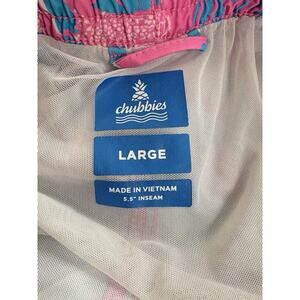 chubbies
LARGE
MADE IN VIETNAM
5.5" INSEAM